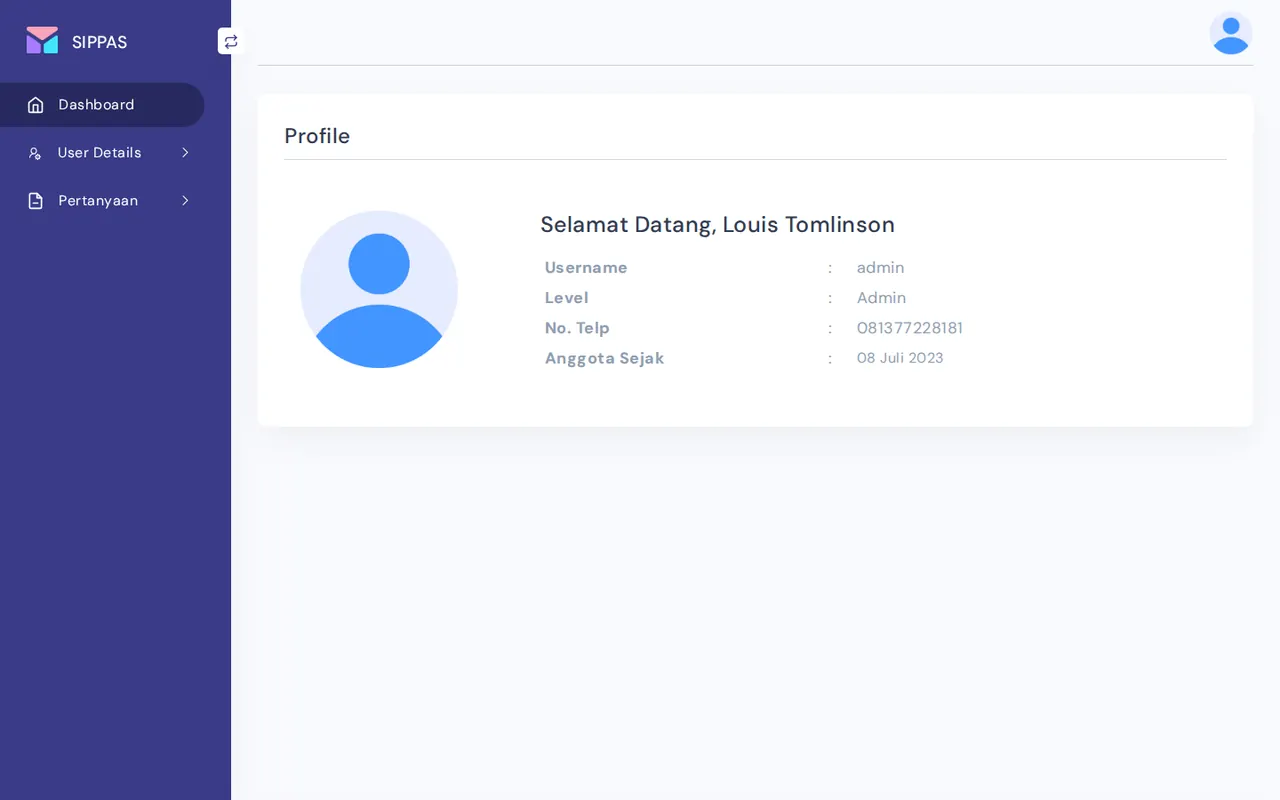 SIPPAS
Dashboard
User Details
Pertanyaan
Profile
Selamat Datang, Louis Tomlinson
Username : admin
Level : Admin
No. Telp : 081377228181
Anggota Sejak : 08 Juli 2023